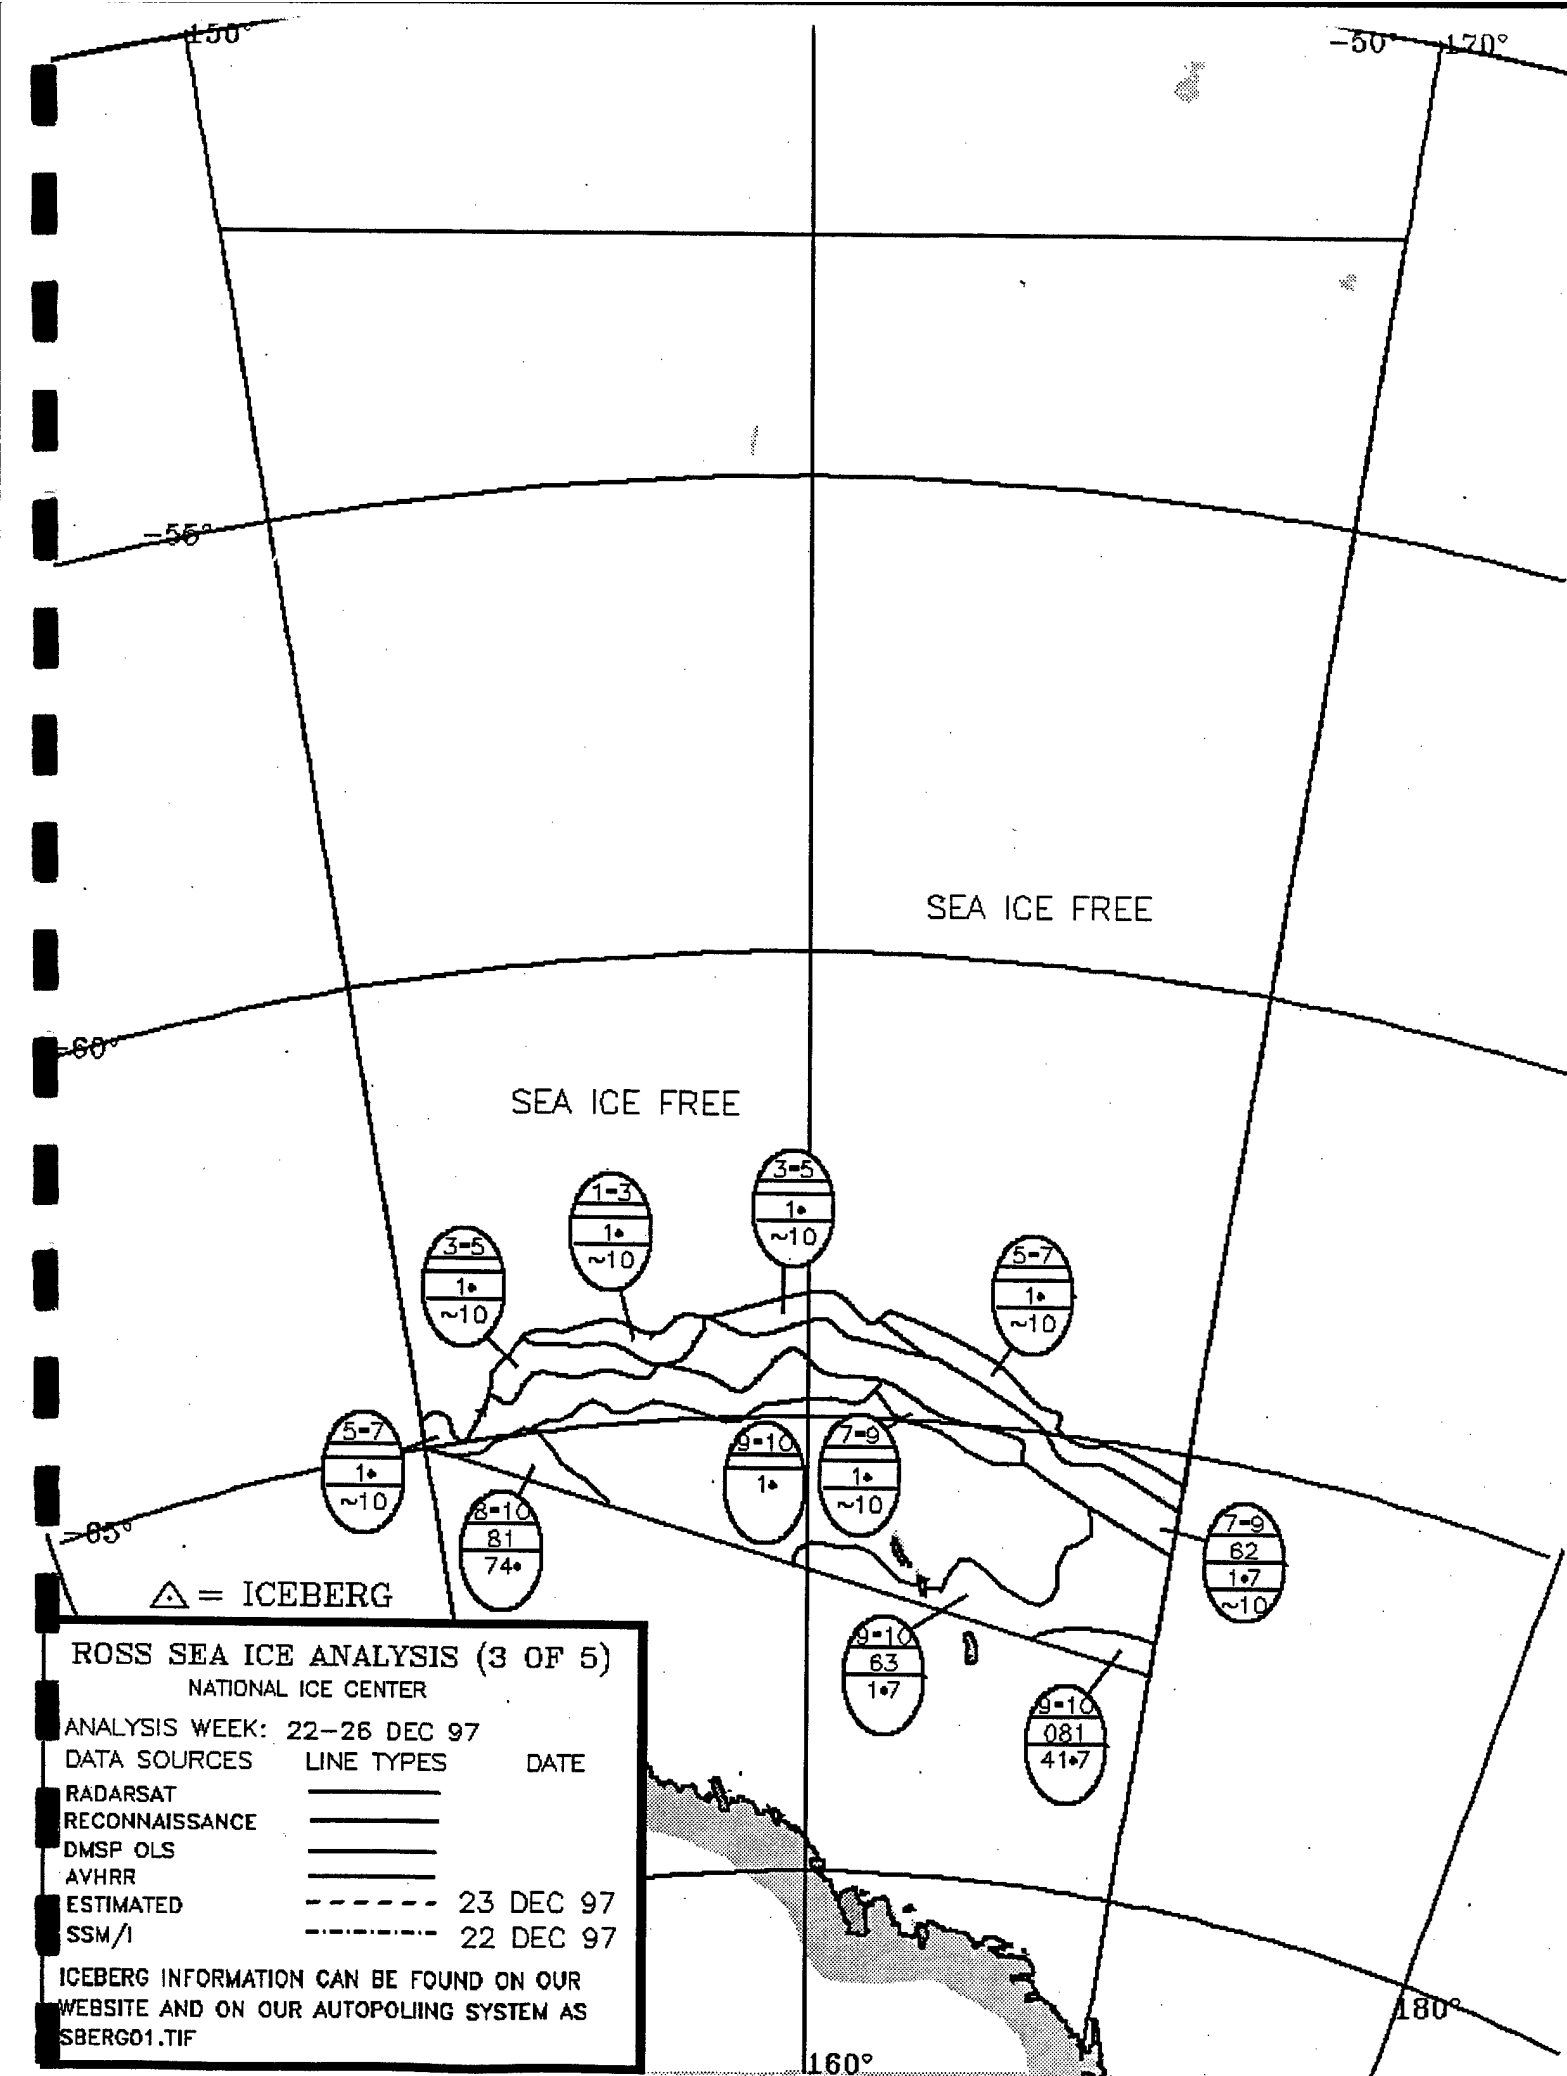 150°
-50° 170°
-55°
SEA ICE FREE
-60°
SEA ICE FREE
3-5
1•
~10
1-3
1•
~10
3-5
1•
~10
5-7
1•
~10
5-7
1•
~10
8-10
81
74•
9-10
1•
7-9
1•
~10
7-9
62
1•7
~10
-65°
9-10
63
1•7
9-10
081
41•7
= ICEBERG
ROSS SEA ICE ANALYSIS (3 OF 5)
NATIONAL ICE CENTER
ANALYSIS WEEK: 22-26 DEC 97
DATA SOURCES LINE TYPES DATE
RADARSAT
RECONNAISSANCE
DMSP OLS
AVHRR
ESTIMATED 23 DEC 97
SSM/I 22 DEC 97
ICEBERG INFORMATION CAN BE FOUND ON OUR
WEBSITE AND ON OUR AUTOPOLIING SYSTEM AS
SBERG01.TIF
180°
160°